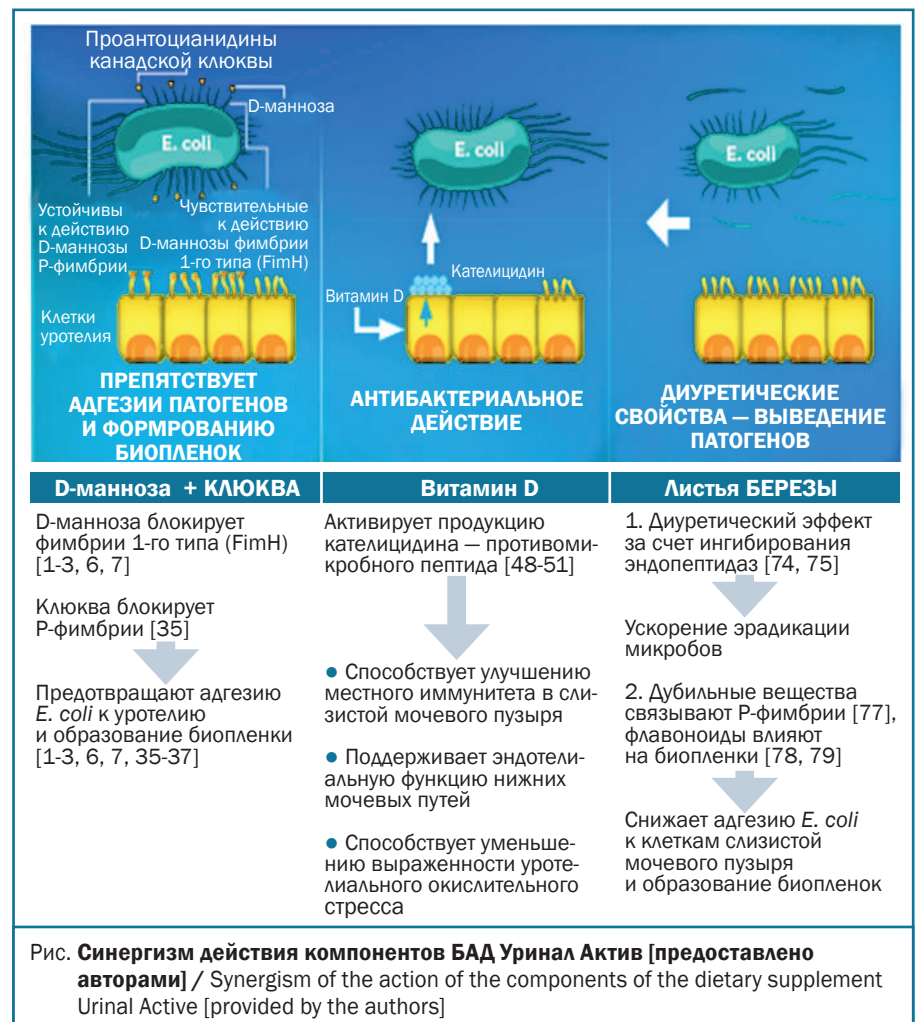 Проантоцианидины
канадской клюквы
D-манноза
E. coli
Устойчивы
к действию
D-маннозы
Р-фимбрии
Чувствительные
к действию
D-маннозы фимбрии
1-го типа (FimH)
Клетки
уротелия
ПРЕПЯТСТВУЕТ
АДГЕЗИИ ПАТОГЕНОВ
И ФОРМИРОВАНИЮ
БИОПЛЕНОК
E. coli
Кателицидин
Витамин D
АНТИБАКТЕРИАЛЬНОЕ
ДЕЙСТВИЕ
E. coli
ДИУРЕТИЧЕСКИЕ
СВОЙСТВА — ВЫВЕДЕНИЕ
ПАТОГЕНОВ
D-манноза + КЛЮКВА
D-манноза блокирует
фимбрии 1-го типа (FimH)
[1-3, 6, 7]
Клюква блокирует
Р-фимбрии [35]
Предотвращают адгезию
E. coli к уротелию
и образование биопленки
[1-3, 6, 7, 35-37]
Витамин D
Активирует продукцию
кателицидина — противоми-
кробного пептида [48-51]
● Способствует улучшению
местного иммунитета в сли-
зистой мочевого пузыря
● Поддерживает эндотели-
альную функцию нижних
мочевых путей
● Способствует уменьше-
нию выраженности уроте-
лиального окислительного
стресса
Листья БЕРЕЗЫ
1. Диуретический эффект
за счет ингибирования
эндопептидаз [74, 75]
Ускорение эрадикации
микробов
2. Дубильные вещества
связывают Р-фимбрии [77],
флавоноиды влияют
на биопленки [78, 79]
Снижает адгезию E. coli
к клеткам слизистой
мочевого пузыря
и образование биопленок
Рис. Синергизм действия компонентов БАД Уринал Актив [предоставлено
авторами] / Synergism of the action of the components of the dietary supplement
Urinal Active [provided by the authors]